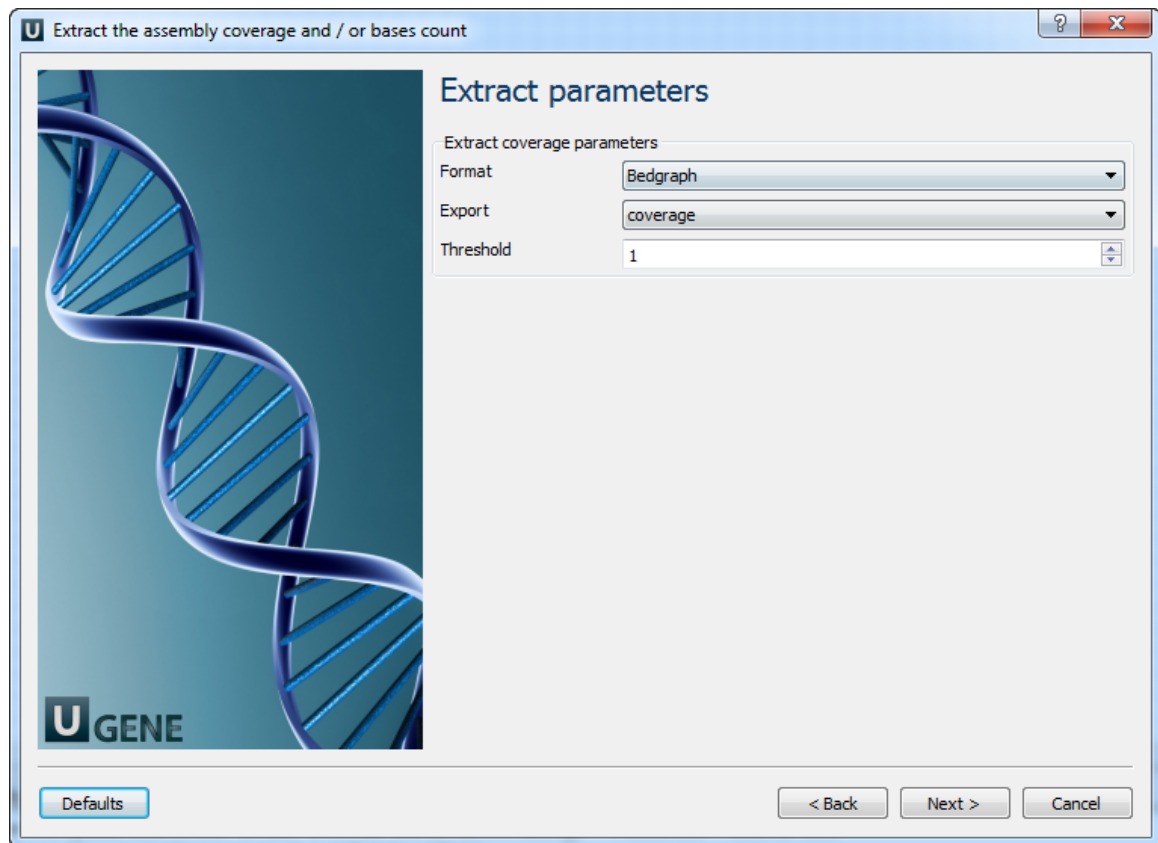 U Extract the assembly coverage and / or bases count
? X
Extract parameters
Extract coverage parameters
Format Bedgraph
Export coverage
Threshold 1
U GENE
Defaults < Back Next > Cancel